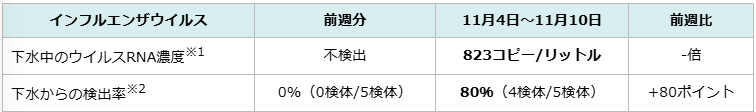 インフルエンザウイルス 前週分 11月4日～11月10日 前週比
下水中のウイルスRNA濃度※1 不検出 823コピー/リットル -倍
下水からの検出率※2 0%（0検体/5検体） 80%（4検体/5検体） +80ポイント